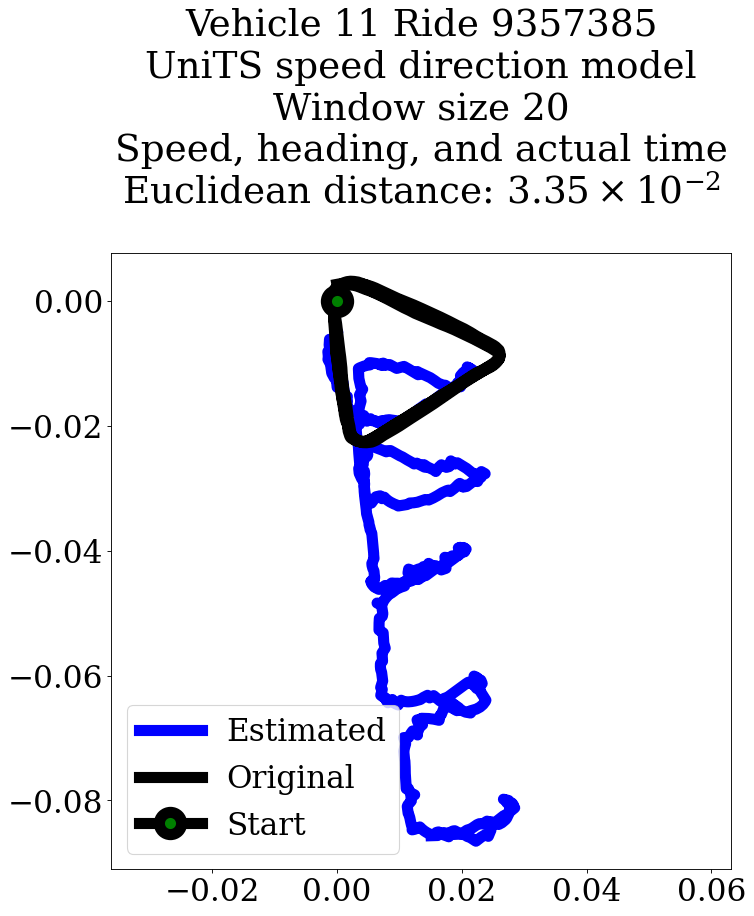 Vehicle 11 Ride 9357385
UniTS speed direction model
Window size 20
Speed, heading, and actual time
Euclidean distance: 3.35 × 10⁻²
0.00
−0.02
−0.04
−0.06
−0.08
Estimated
Original
Start
−0.02 0.00 0.02 0.04 0.06